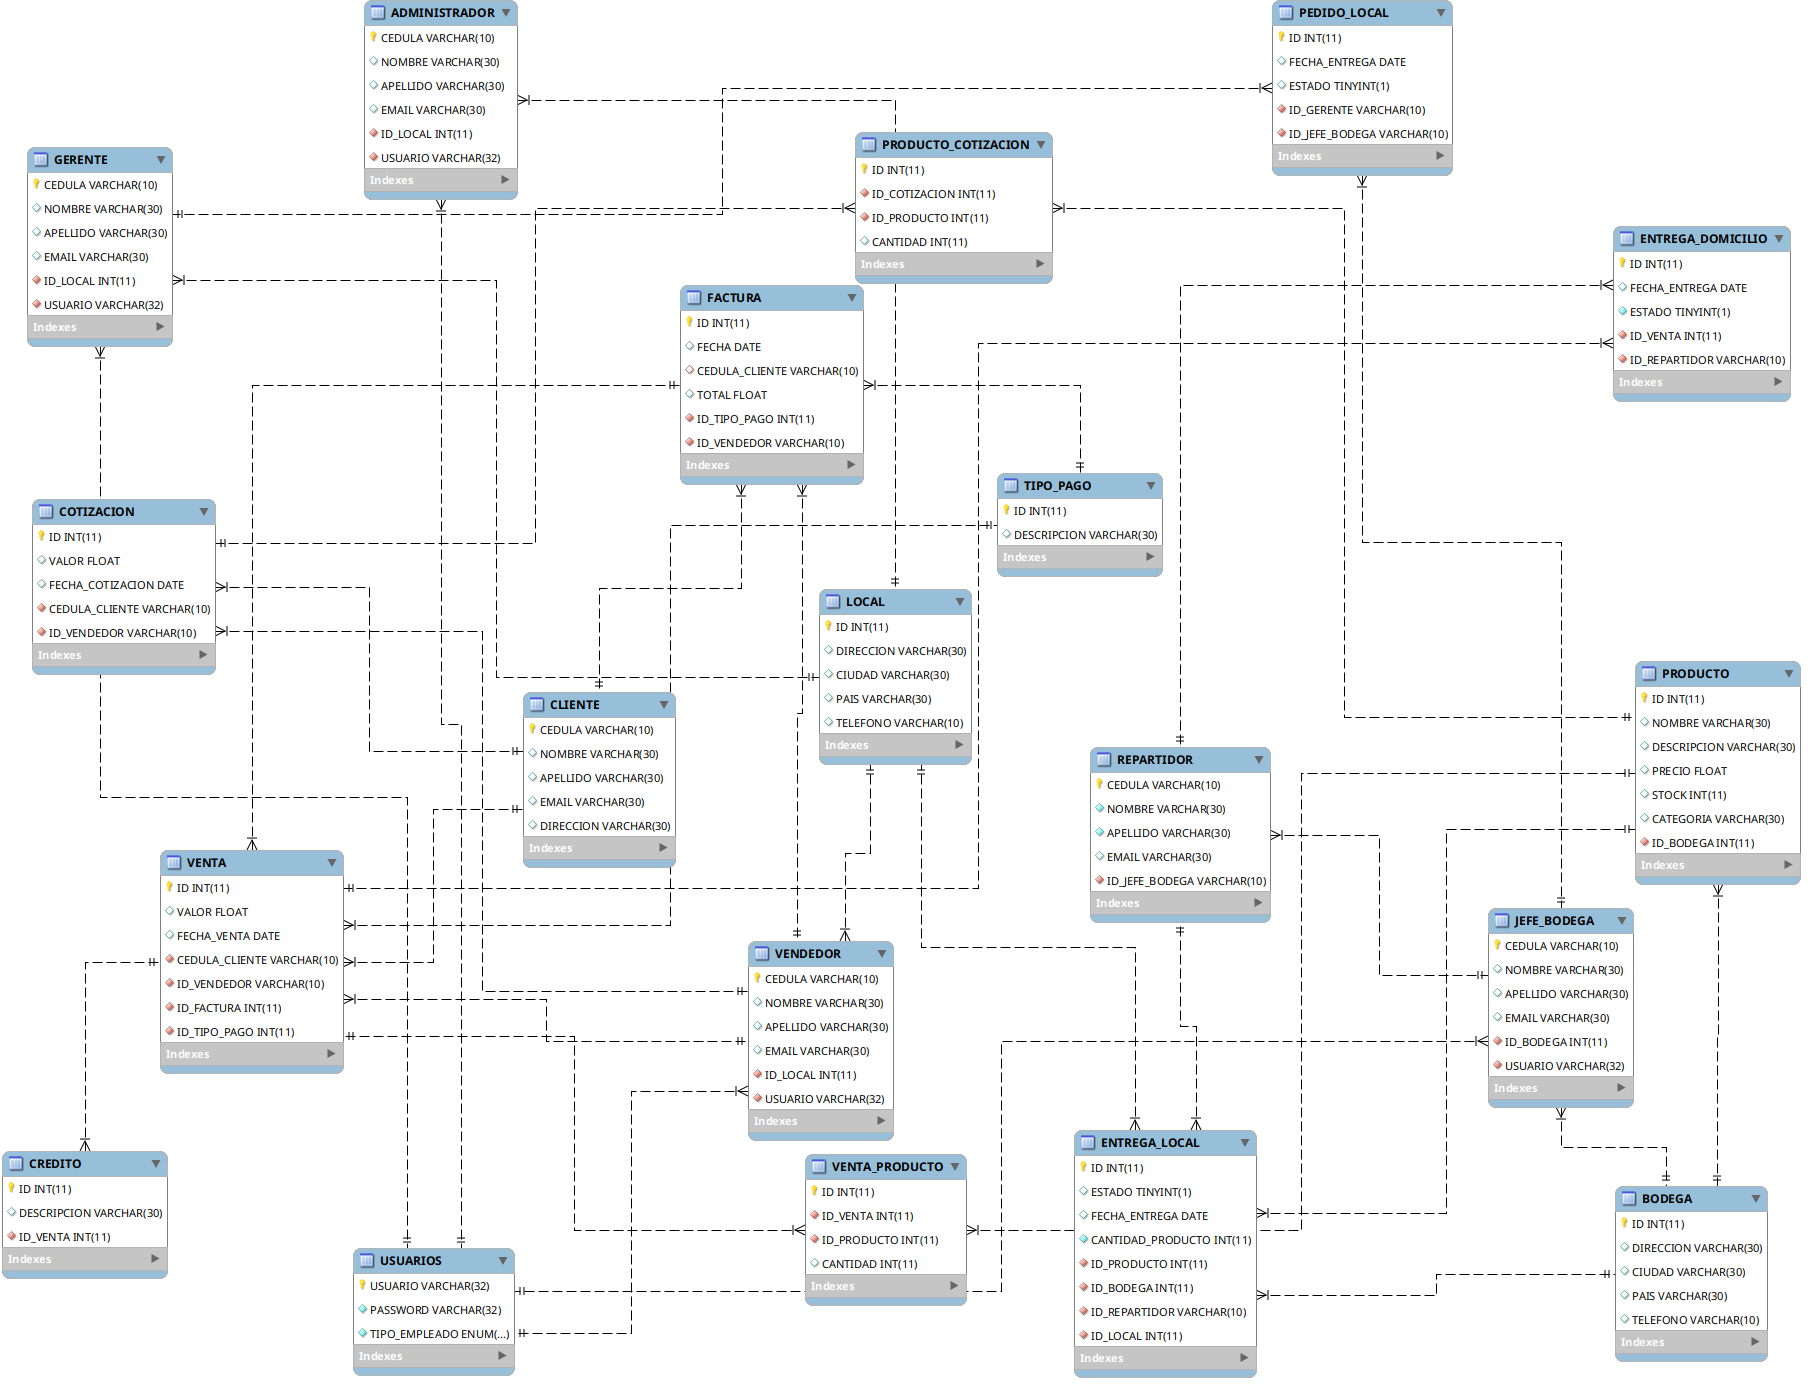 ADMINISTRADOR
CEDULA VARCHAR(10)
NOMBRE VARCHAR(30)
APELLIDO VARCHAR(30)
EMAIL VARCHAR(30)
ID_LOCAL INT(11)
USUARIO VARCHAR(32)
Indexes
PEDIDO_LOCAL
ID INT(11)
FECHA_ENTREGA DATE
ESTADO TINYINT(1)
ID_GERENTE VARCHAR(10)
ID_JEFE_BODEGA VARCHAR(10)
Indexes
GERENTE
CEDULA VARCHAR(10)
NOMBRE VARCHAR(30)
APELLIDO VARCHAR(30)
EMAIL VARCHAR(30)
ID_LOCAL INT(11)
USUARIO VARCHAR(32)
Indexes
PRODUCTO_COTIZACION
ID INT(11)
ID_COTIZACION INT(11)
ID_PRODUCTO INT(11)
CANTIDAD INT(11)
Indexes
ENTREGA_DOMICILIO
ID INT(11)
FECHA_ENTREGA DATE
ESTADO TINYINT(1)
ID_VENTA INT(11)
ID_REPARTIDOR VARCHAR(10)
Indexes
FACTURA
ID INT(11)
FECHA DATE
CEDULA_CLIENTE VARCHAR(10)
TOTAL FLOAT
ID_TIPO_PAGO INT(11)
ID_VENDEDOR VARCHAR(10)
Indexes
TIPO_PAGO
ID INT(11)
DESCRIPCION VARCHAR(30)
Indexes
COTIZACION
ID INT(11)
VALOR FLOAT
FECHA_COTIZACION DATE
CEDULA_CLIENTE VARCHAR(10)
ID_VENDEDOR VARCHAR(10)
Indexes
LOCAL
ID INT(11)
DIRECCION VARCHAR(30)
CIUDAD VARCHAR(30)
PAIS VARCHAR(30)
TELEFONO VARCHAR(10)
Indexes
PRODUCTO
ID INT(11)
NOMBRE VARCHAR(30)
DESCRIPCION VARCHAR(30)
PRECIO FLOAT
STOCK INT(11)
CATEGORIA VARCHAR(30)
ID_BODEGA INT(11)
Indexes
CLIENTE
CEDULA VARCHAR(10)
NOMBRE VARCHAR(30)
APELLIDO VARCHAR(30)
EMAIL VARCHAR(30)
DIRECCION VARCHAR(30)
Indexes
REPARTIDOR
CEDULA VARCHAR(10)
NOMBRE VARCHAR(30)
APELLIDO VARCHAR(30)
EMAIL VARCHAR(30)
ID_JEFE_BODEGA VARCHAR(10)
Indexes
VENTA
ID INT(11)
VALOR FLOAT
FECHA_VENTA DATE
CEDULA_CLIENTE VARCHAR(10)
ID_VENDEDOR VARCHAR(10)
ID_FACTURA INT(11)
ID_TIPO_PAGO INT(11)
Indexes
JEFE_BODEGA
CEDULA VARCHAR(10)
NOMBRE VARCHAR(30)
APELLIDO VARCHAR(30)
EMAIL VARCHAR(30)
ID_BODEGA INT(11)
USUARIO VARCHAR(32)
Indexes
VENDEDOR
CEDULA VARCHAR(10)
NOMBRE VARCHAR(30)
APELLIDO VARCHAR(30)
EMAIL VARCHAR(30)
ID_LOCAL INT(11)
USUARIO VARCHAR(32)
Indexes
ENTREGA_LOCAL
ID INT(11)
ESTADO TINYINT(1)
FECHA_ENTREGA DATE
CANTIDAD_PRODUCTO INT(11)
ID_PRODUCTO INT(11)
ID_BODEGA INT(11)
ID_REPARTIDOR VARCHAR(10)
ID_LOCAL INT(11)
Indexes
CREDITO
ID INT(11)
DESCRIPCION VARCHAR(30)
ID_VENTA INT(11)
Indexes
VENTA_PRODUCTO
ID INT(11)
ID_VENTA INT(11)
ID_PRODUCTO INT(11)
CANTIDAD INT(11)
Indexes
BODEGA
ID INT(11)
DIRECCION VARCHAR(30)
CIUDAD VARCHAR(30)
PAIS VARCHAR(30)
TELEFONO VARCHAR(10)
Indexes
USUARIOS
USUARIO VARCHAR(32)
PASSWORD VARCHAR(32)
TIPO_EMPLEADO ENUM(...)
Indexes